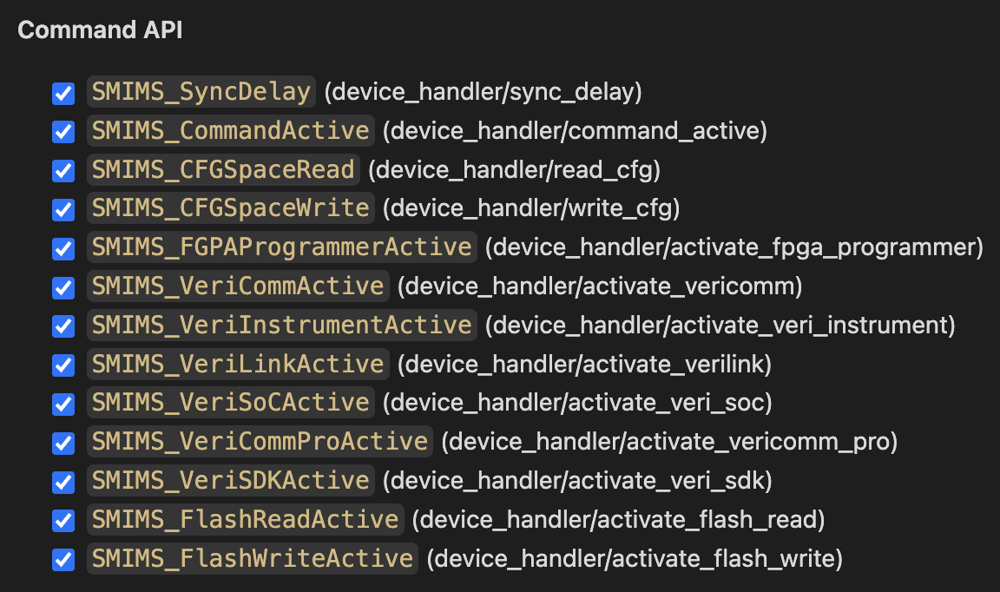 Command API
SMIMS_SyncDelay (device_handler/sync_delay)
SMIMS_CommandActive (device_handler/command_active)
SMIMS_CFGSpaceRead (device_handler/read_cfg)
SMIMS_CFGSpaceWrite (device_handler/write_cfg)
SMIMS_FGPAProgrammerActive (device_handler/activate_fpga_programmer)
SMIMS_VeriCommActive (device_handler/activate_vericomm)
SMIMS_VeriInstrumentActive (device_handler/activate_veri_instrument)
SMIMS_VeriLinkActive (device_handler/activate_verilink)
SMIMS_VeriSoCActive (device_handler/activate_veri_soc)
SMIMS_VeriCommProActive (device_handler/activate_vericomm_pro)
SMIMS_VeriSDKActive (device_handler/activate_veri_sdk)
SMIMS_FlashReadActive (device_handler/activate_flash_read)
SMIMS_FlashWriteActive (device_handler/activate_flash_write)